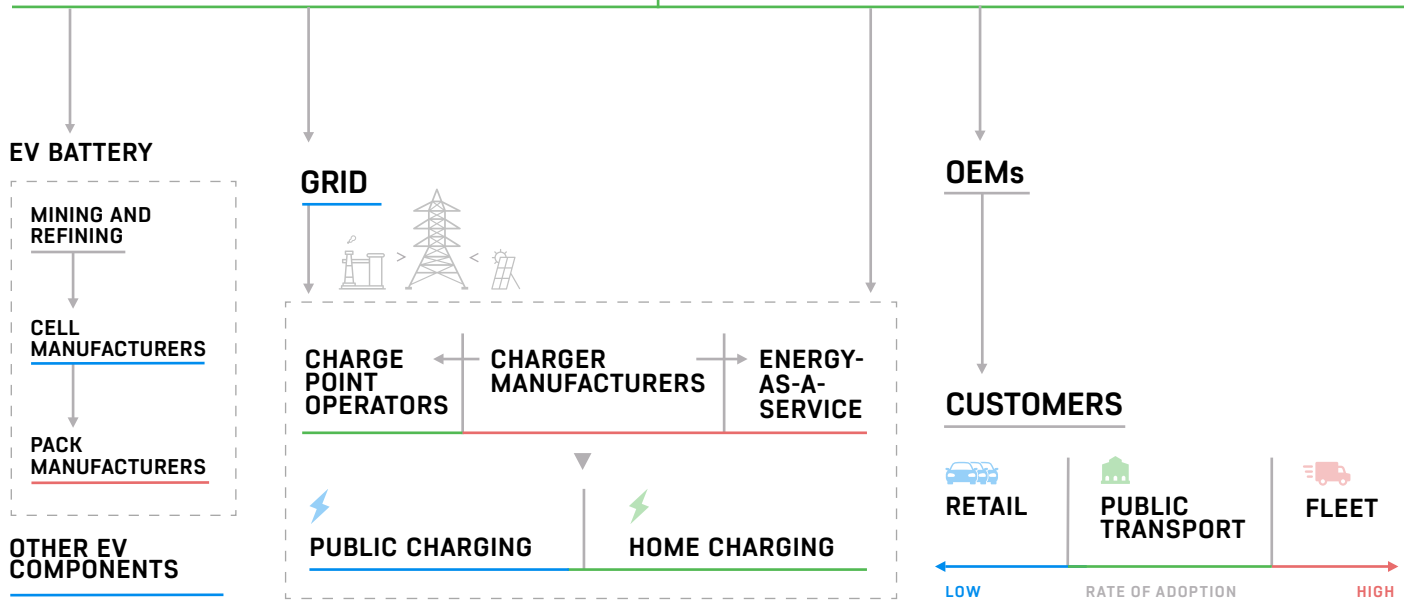 EV BATTERY
MINING AND
REFINING
CELL
MANUFACTURERS
PACK
MANUFACTURERS
OTHER EV
COMPONENTS
GRID
> <
CHARGE
POINT
OPERATORS
CHARGER
MANUFACTURERS
ENERGY-
AS-A-
SERVICE
PUBLIC CHARGING
HOME CHARGING
OEMs
CUSTOMERS
RETAIL
PUBLIC
TRANSPORT
FLEET
LOW
RATE OF ADOPTION
HIGH